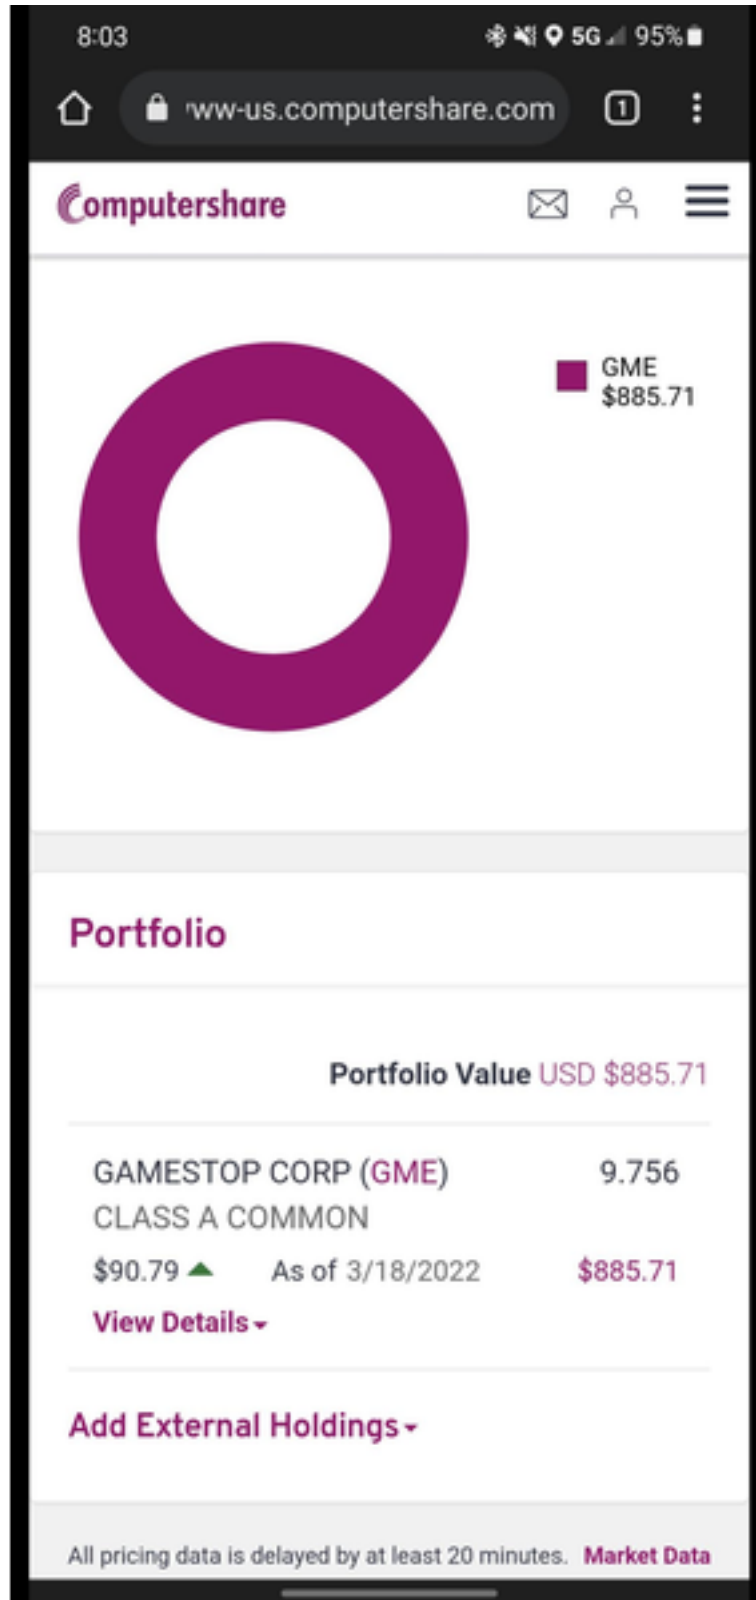 8:03 5G 95%
www-us.computershare.com 1
Computershare
GME
$885.71
Portfolio
Portfolio Value USD $885.71
GAMESTOP CORP (GME) 9.756
CLASS A COMMON
$90.79 As of 3/18/2022 $885.71
View Details
Add External Holdings
All pricing data is delayed by at least 20 minutes. Market Data